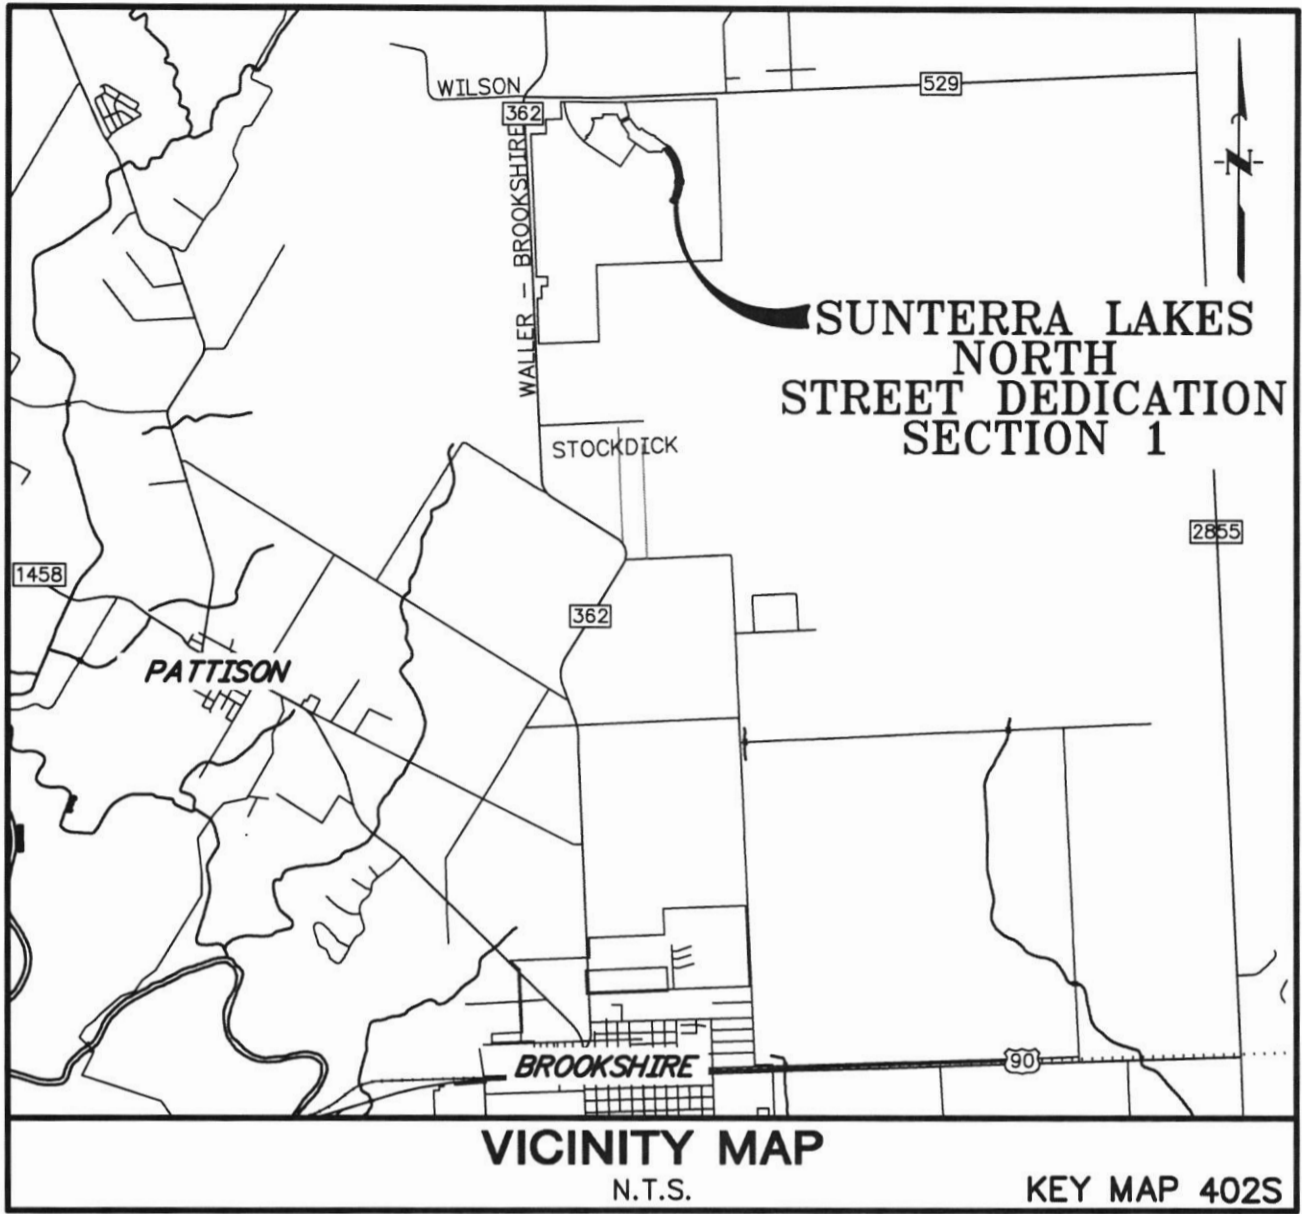 WILSON
529
362
WALLER - BROOKSHIRE
N
SUNTERRA LAKES
NORTH
STREET DEDICATION
SECTION 1
STOCKDICK
2855
1458
362
PATTISON
BROOKSHIRE
90
VICINITY MAP
N.T.S.
KEY MAP 402S